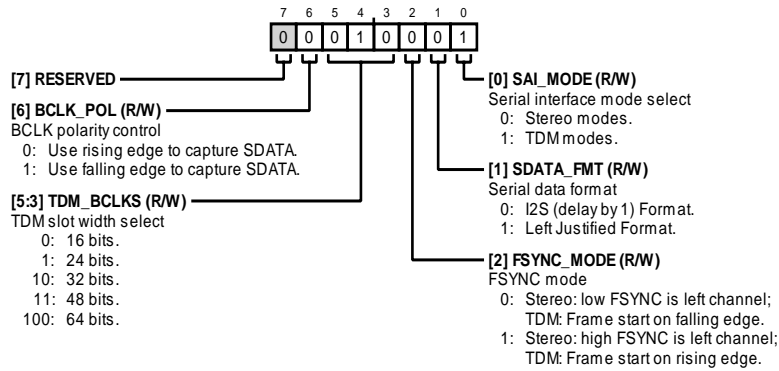 7 6 5 4 3 2 1 0
0 0 0 1 0 0 0 1
[7] RESERVED
[6] BCLK_POL (R/W)
BCLK polarity control
0: Use rising edge to capture SDATA.
1: Use falling edge to capture SDATA.
[5:3] TDM_BCLKS (R/W)
TDM slot width select
0: 16 bits.
1: 24 bits.
10: 32 bits.
11: 48 bits.
100: 64 bits.
[0] SAI_MODE (R/W)
Serial interface mode select
0: Stereo modes.
1: TDM modes.
[1] SDATA_FMT (R/W)
Serial data format
0: I2S (delay by 1) Format.
1: Left Justified Format.
[2] FSYNC_MODE (R/W)
FSYNC mode
0: Stereo: low FSYNC is left channel;
TDM: Frame start on falling edge.
1: Stereo: high FSYNC is left channel;
TDM: Frame start on rising edge.